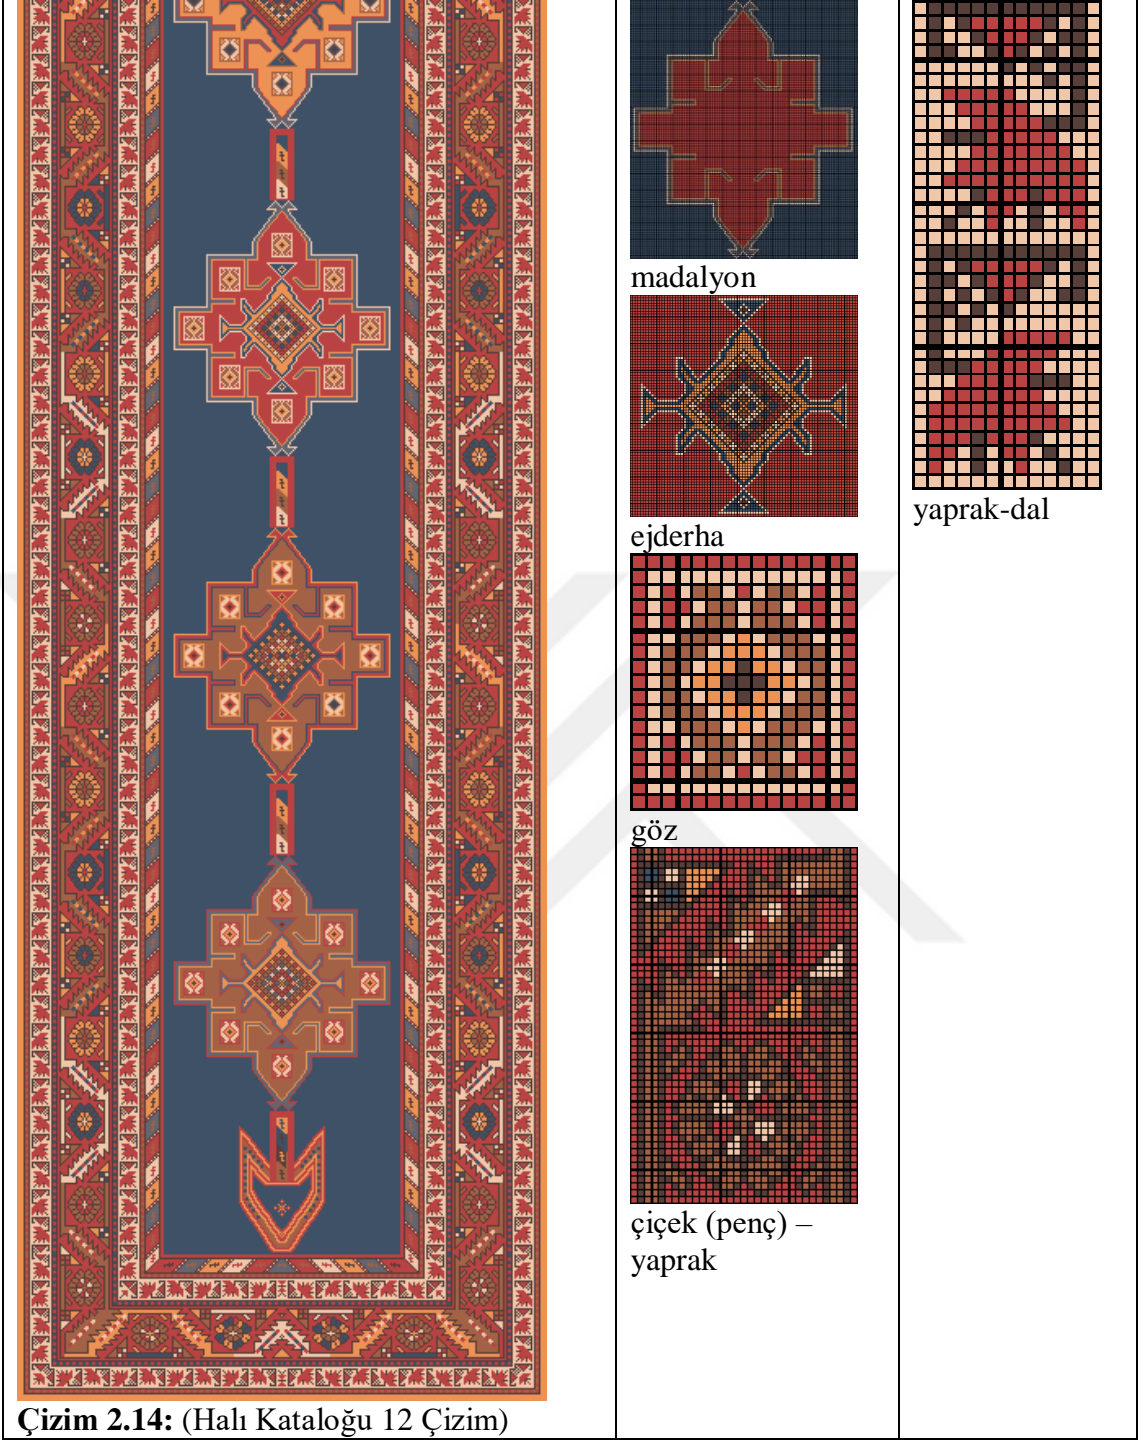 madalyon
ejderha
göz
çiçek (penç) –
yaprak
yaprak-dal
Çizim 2.14: (Halı Kataloğu 12 Çizim)